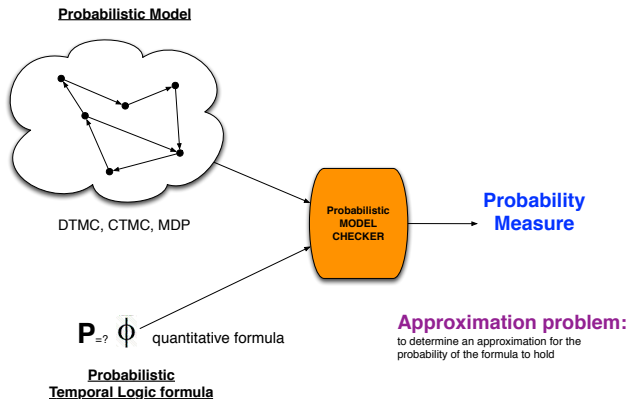 Probabilistic Model
DTMC, CTMC, MDP
Probabilistic
MODEL
CHECKER
Probability
Measure
P=? ϕ quantitative formula
Probabilistic
Temporal Logic formula
Approximation problem:
to determine an approximation for the
probability of the formula to hold